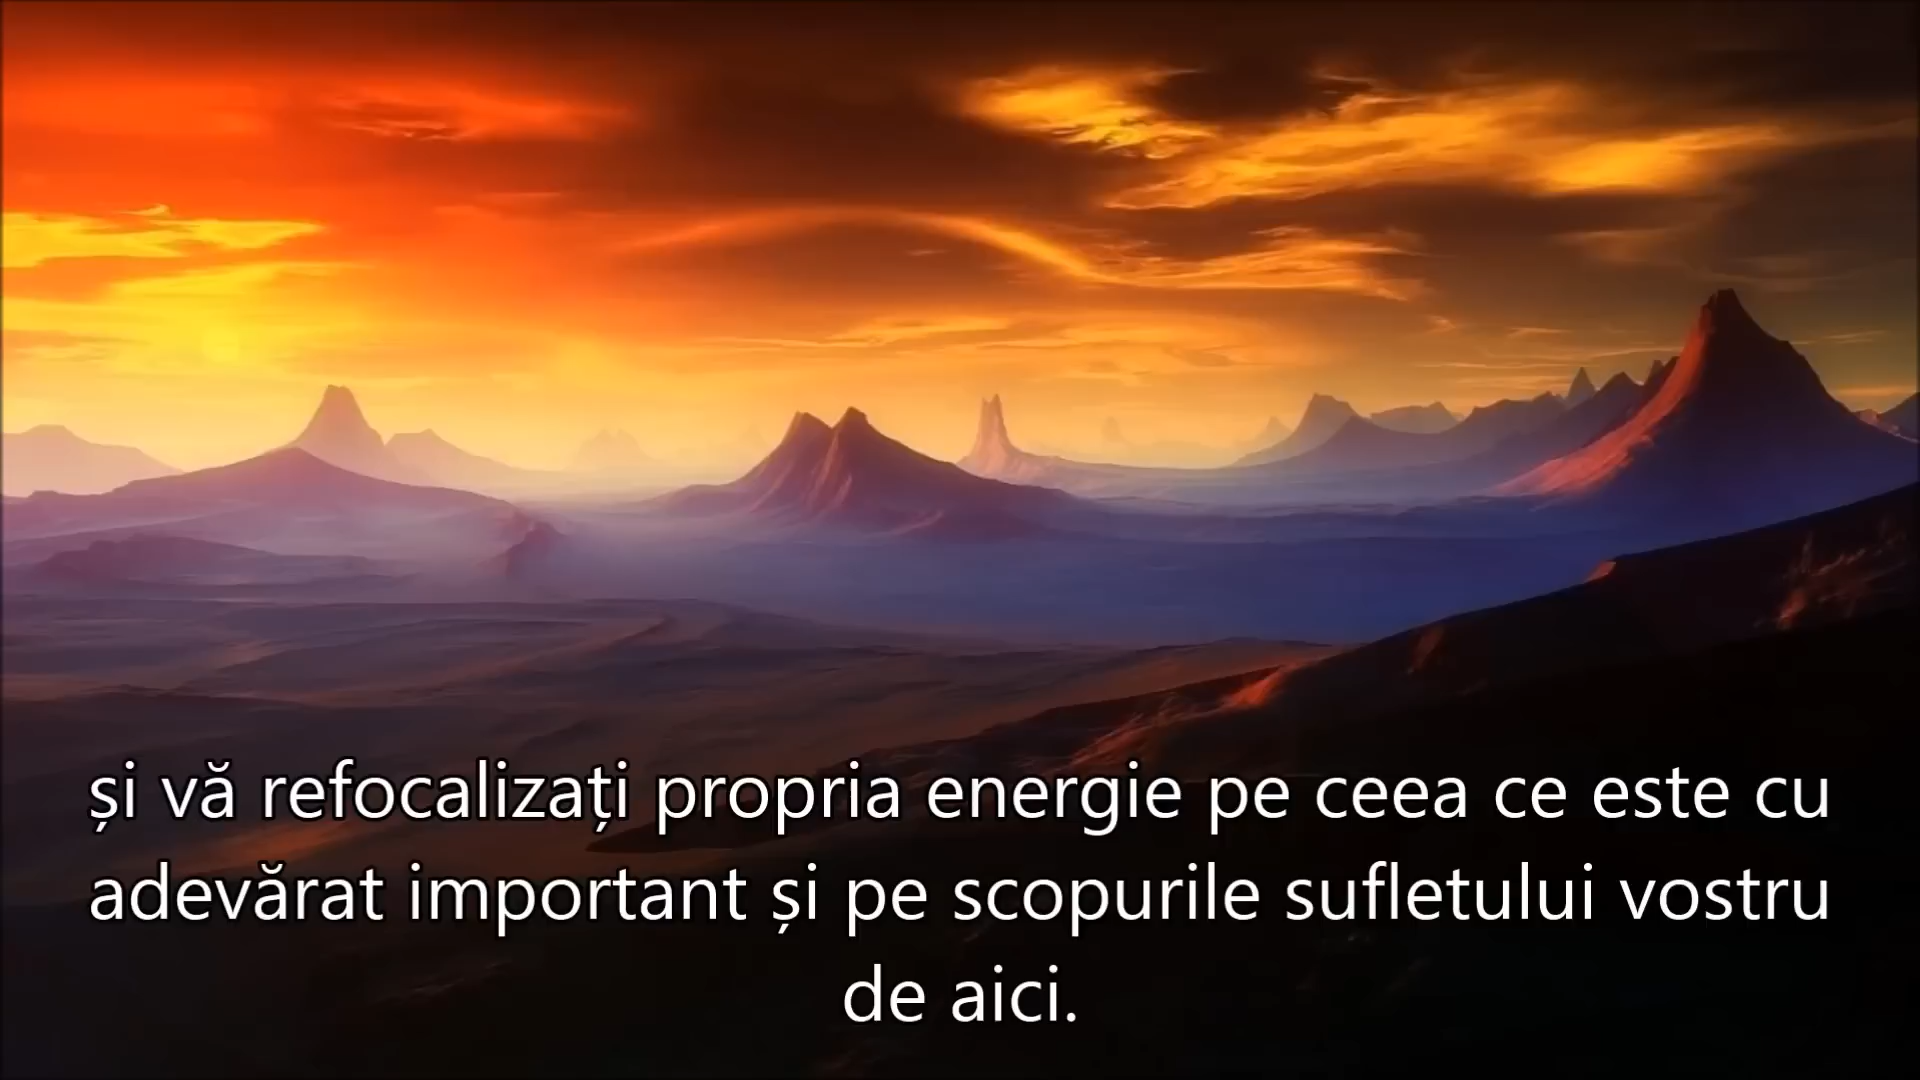 și vă refocalizați propria energie pe ceea ce este cu
adevărat important și pe scopurile sufletului vostru
de aici.